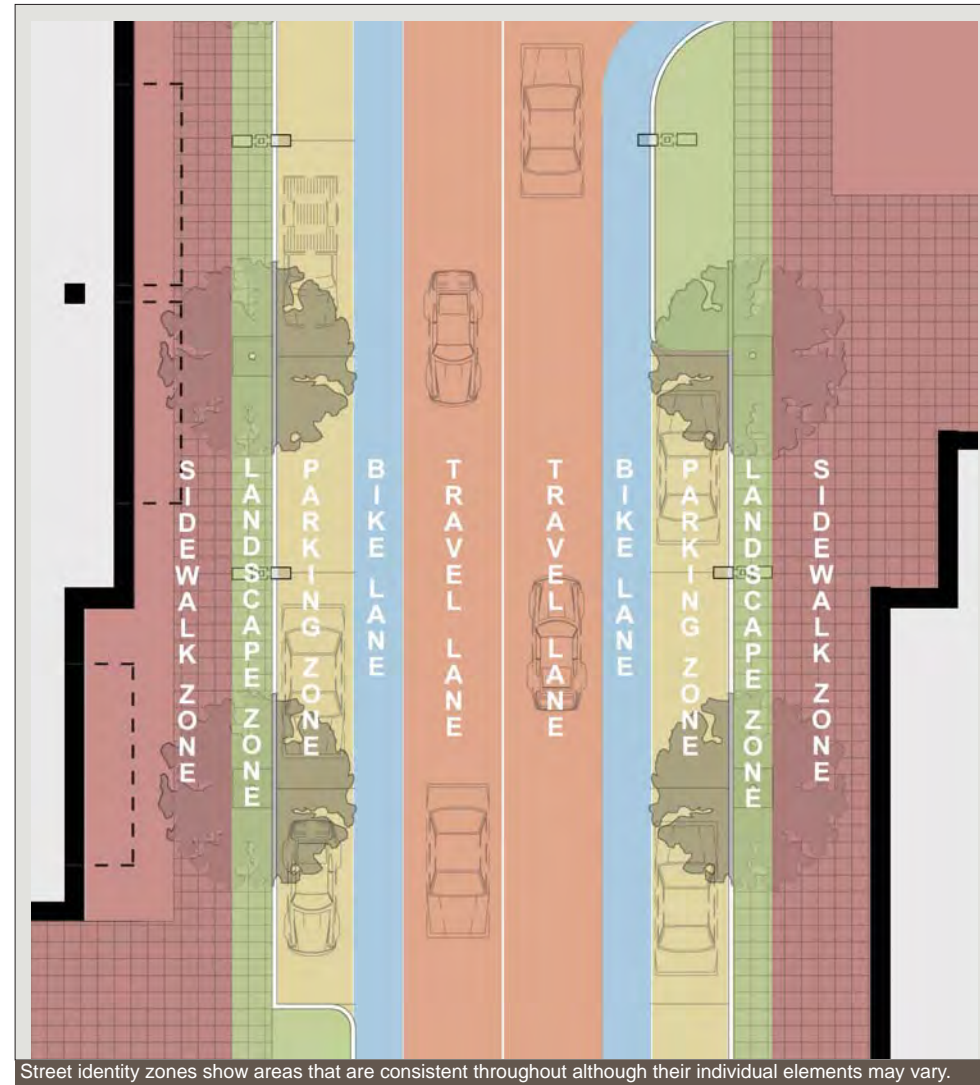 SIDEWALK ZONE
LANDSCAPE ZONE
PARKING ZONE
BIKE LANE
TRAVEL LANE
TRAVEL LANE
BIKE LANE
PARKING ZONE
LANDSCAPE ZONE
SIDEWALK ZONE
Street identity zones show areas that are consistent throughout although their individual elements may vary.